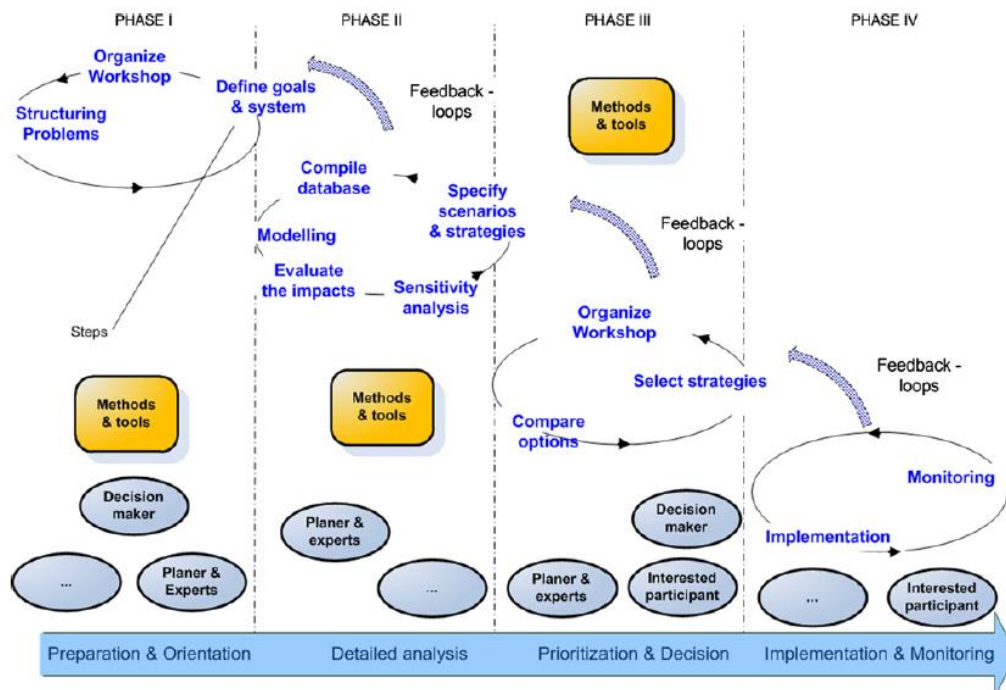 PHASE I
PHASE II
PHASE III
PHASE IV
Organize
Workshop
Structuring
Problems
Define goals
& system
Steps
Methods
& tools
Decision
maker
...
Planer &
Experts
Feedback -
loops
Compile
database
Specify
scenarios
& strategies
Modelling
Evaluate
the impacts
Sensitivity
analysis
Methods
& tools
Planer &
experts
...
Methods
& tools
Feedback -
loops
Organize
Workshop
Select strategies
Compare
options
Decision
maker
Planer &
experts
Interested
participant
Feedback -
loops
Monitoring
Implementation
...
Interested
participant
Preparation & Orientation
Detailed analysis
Prioritization & Decision
Implementation & Monitoring